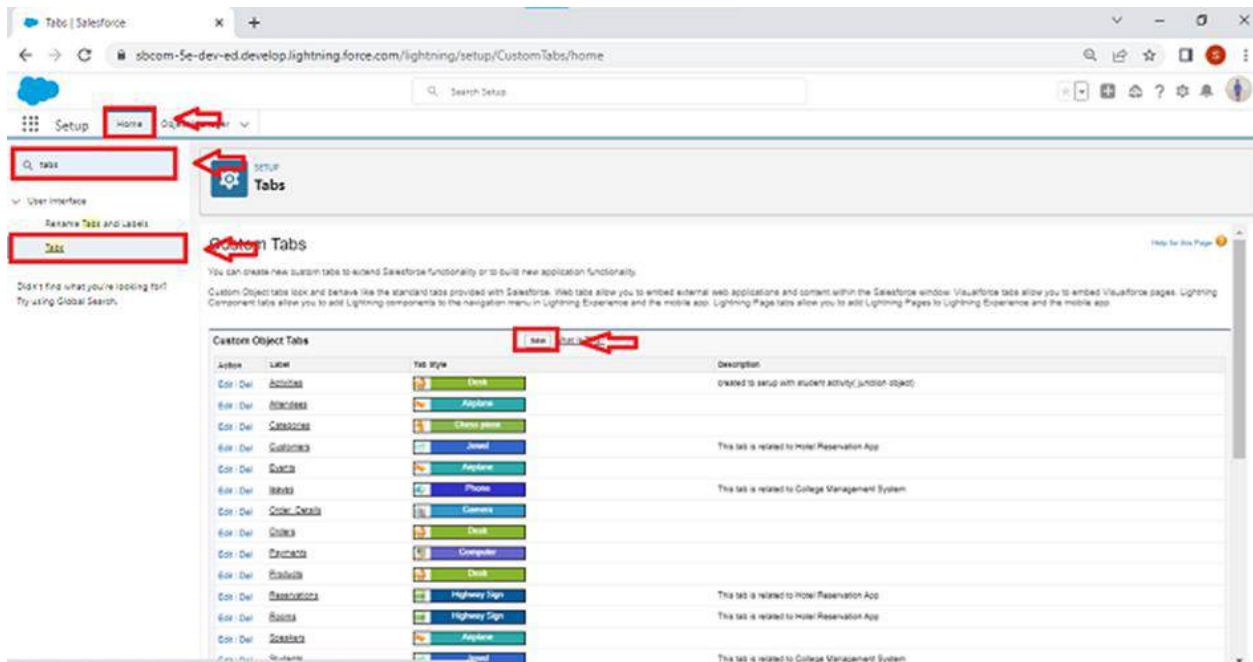 Tabs | Salesforce
sbcom-5e-dev-ed.develop.lightning.force.com/lightning/setup/CustomTabs/home
S
Search Setup
Setup
Home
tabs
SETUP
Tabs
User Interface
Rename Tabs and Labels
Tabs
Didn't find what you're looking for?
Try using Global Search.
Custom Tabs
Help for this Page
You can create new custom tabs to extend Salesforce functionality or to build new application functionality.
Custom Object tabs look and behave like the standard tabs provided with Salesforce. Web tabs allow you to embed external web applications and content within the Salesforce window. Visualforce tabs allow you to embed Visualforce pages. Lightning
Component tabs allow you to add Lightning components to the navigation menu in Lightning Experience and the mobile app. Lightning Page tabs allow you to add Lightning Pages to Lightning Experience and the mobile app.
Custom Object Tabs New
Action Label Tab Style Description
Edit | Del Activities Desk created to setup with student activity( junction object)
Edit | Del Attendees Airplane
Edit | Del Categories Chess piece
Edit | Del Customers Jewel This tab is related to Hotel Reservation App
Edit | Del Events Airplane
Edit | Del Phone This tab is related to College Management System
Edit | Del Order_Details Camera
Edit | Del Orders Desk
Edit | Del Payments Computer
Edit | Del Products Desk
Edit | Del Reservations Highway Sign This tab is related to Hotel Reservation App
Edit | Del Rooms Highway Sign This tab is related to Hotel Reservation App
Edit | Del Speakers Airplane
Edit | Del Students Jewel This tab is related to College Management System